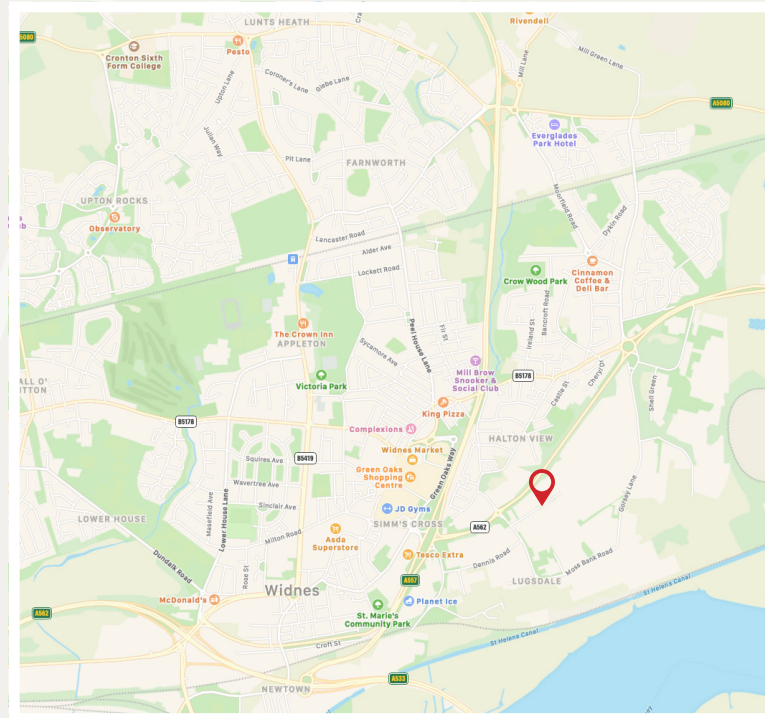 LUNTS HEATH
Rivendell
Mill Lane
Mill Green Lane
5080
Cronton Sixth
Form College
Pesto
Upton Lane
Coroner's Lane
Glebe Lane
A5080
Everglades
Park Hotel
Julian Way
Pit Lane
FARNWORTH
Moorfield Road
Dykin Road
UPTON ROCKS
Observatory
Lancaster Road
Alder Ave
Lockett Road
Crow Wood Park
Cinnamon
Coffee &
Deli Bar
The Crown Inn
APPLETON
Peel House Lane
Fir St
Ireland St
Bancroft Road
Sycamore Ave
Victoria Park
Mill Brow
Snooker &
Social Club
B5178
Castle St
Cheryl Dr
Shell Green
B5178
King Pizza
Complexions
HALTON VIEW
B5419
Squires Ave
Widnes Market
Green Oaks
Shopping
Centre
Green Oaks Way
Wavertree Ave
Sinclair Ave
Masefield Ave
Lower House Lane
JD Gyms
Gorsey Lane
LOWER HOUSE
SIMM'S CROSS
A562
Milton Road
Asda
Superstore
Tesco Extra
Dennis Road
Moss Bank Road
Dundalk Road
LUGSDALE
Rose St
Widnes
A557
McDonald's
Planet Ice
St. Marie's
Community Park
St Helens Canal
A562
Croft St
St Helens Canal
A533
NEWTOWN